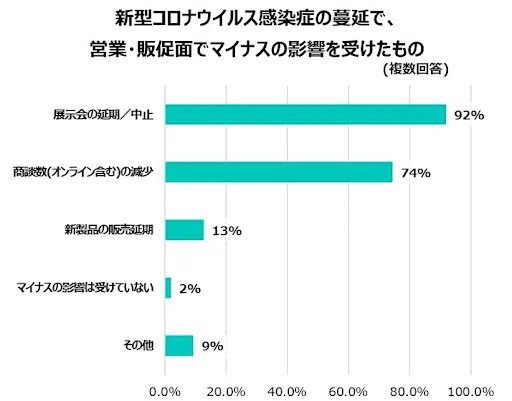 新型コロナウイルス感染症の蔓延で、
営業・販促面でマイナスの影響を受けたもの
(複数回答)
展示会の延期／中止 92%
商談数(オンライン含む)の減少 74%
新製品の販売延期 13%
マイナスの影響は受けていない 2%
その他 9%
0.0% 20.0% 40.0% 60.0% 80.0% 100.0%